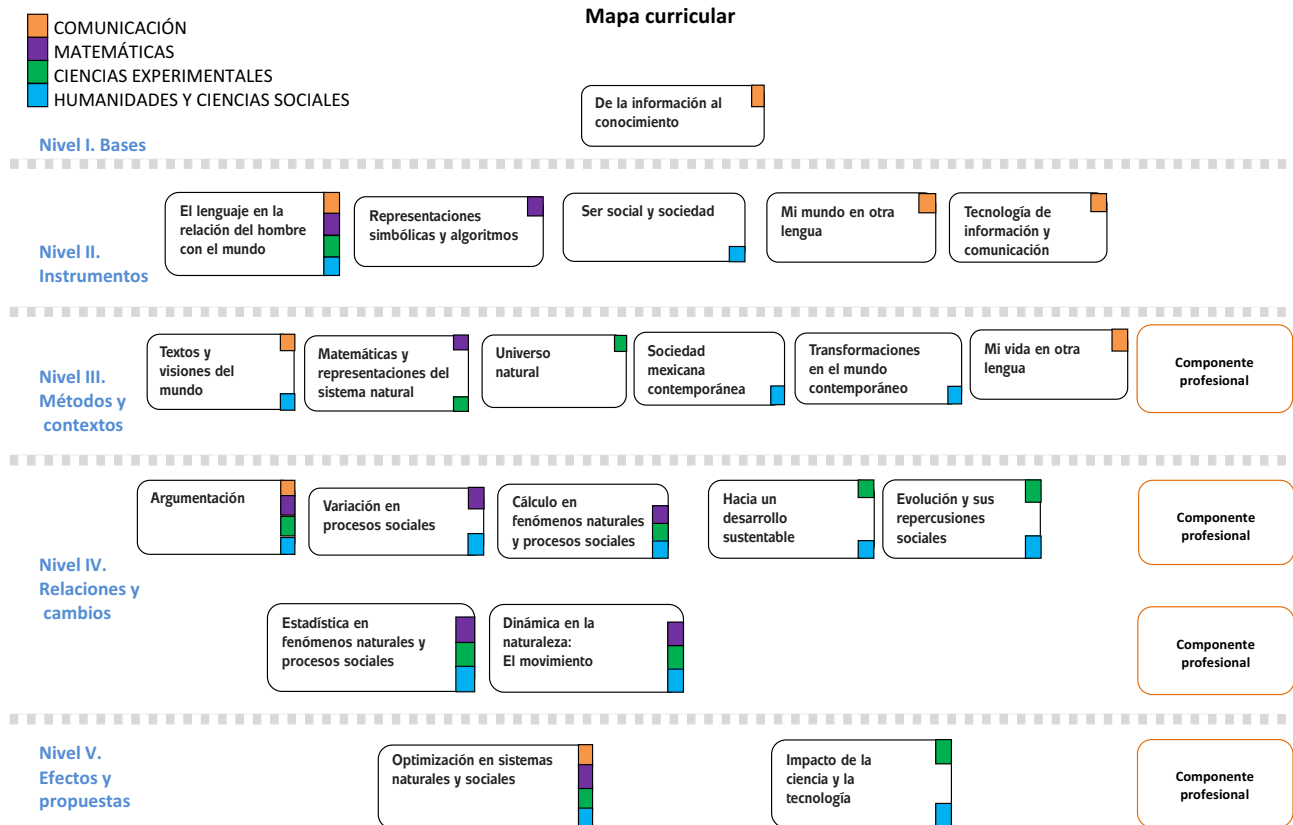 Mapa curricular
COMUNICACIÓN
MATEMÁTICAS
CIENCIAS EXPERIMENTALES
HUMANIDADES Y CIENCIAS SOCIALES
De la información al
conocimiento
Nivel I. Bases
El lenguaje en la
relación del hombre
con el mundo
Representaciones
simbólicas y algoritmos
Ser social y sociedad
Mi mundo en otra
lengua
Tecnología de
información y
comunicación
Nivel II.
Instrumentos
Textos y
visiones del
mundo
Matemáticas y
representaciones del
sistema natural
Universo
natural
Sociedad
mexicana
contemporánea
Transformaciones
en el mundo
contemporáneo
Mi vida en otra
lengua
Componente
profesional
Nivel III.
Métodos y
contextos
Argumentación
Variación en
procesos sociales
Cálculo en
fenómenos naturales
y procesos sociales
Hacia un
desarrollo
sustentable
Evolución y sus
repercusiones
sociales
Componente
profesional
Nivel IV.
Relaciones y
cambios
Estadística en
fenómenos naturales y
procesos sociales
Dinámica en la
naturaleza:
El movimiento
Componente
profesional
Nivel V.
Efectos y
propuestas
Optimización en sistemas
naturales y sociales
Impacto de la
ciencia y la
tecnología
Componente
profesional